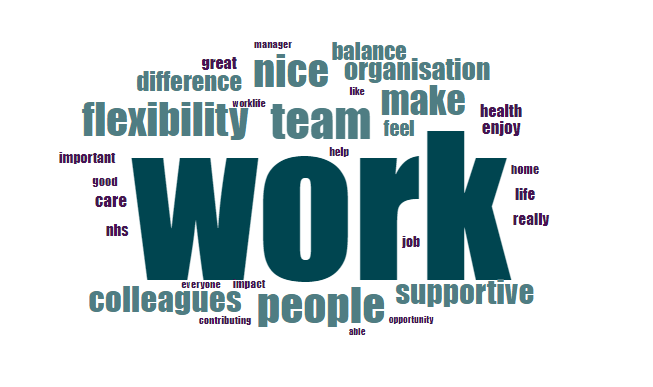 manager
balance
great
nice
organisation
difference
like
make
worklife
flexibility
team
health
feel
enjoy
help
important
work
home
good
care
life
really
nhs
job
everyone
impact
colleagues
people
supportive
contributing
opportunity
able